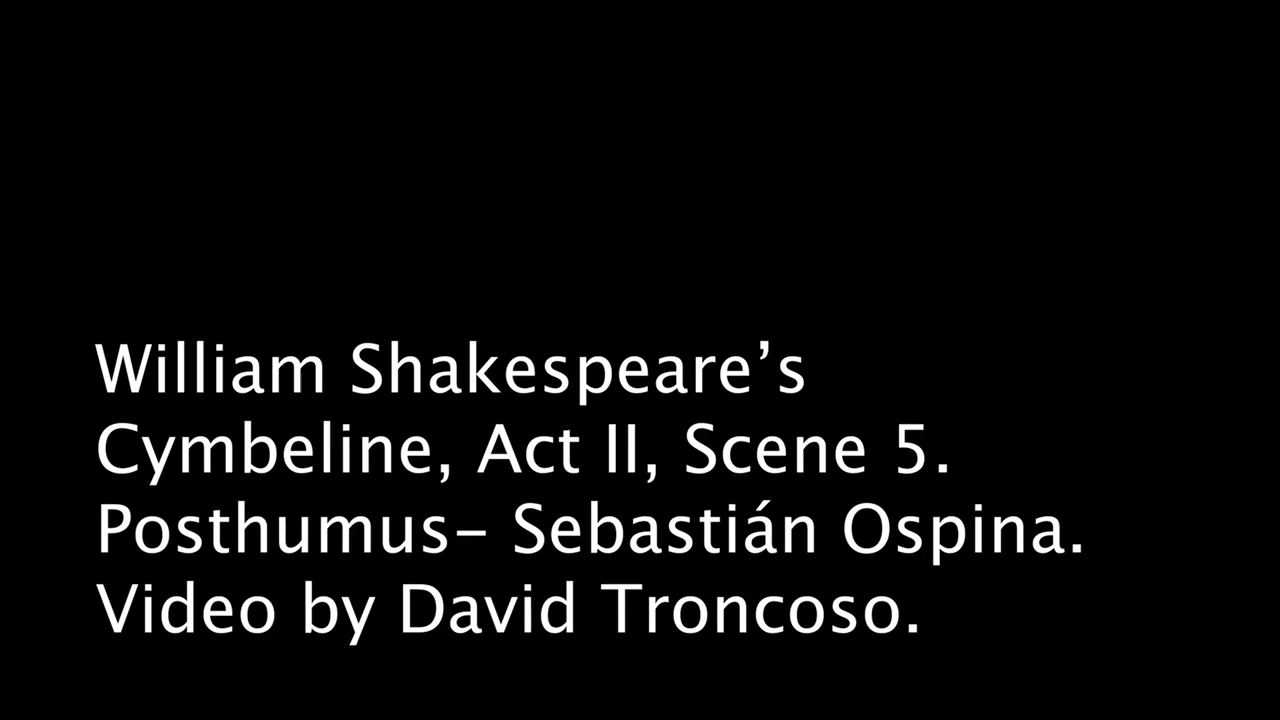 William Shakespeare’s
Cymbeline, Act II, Scene 5.
Posthumus- Sebastián Ospina.
Video by David Troncoso.